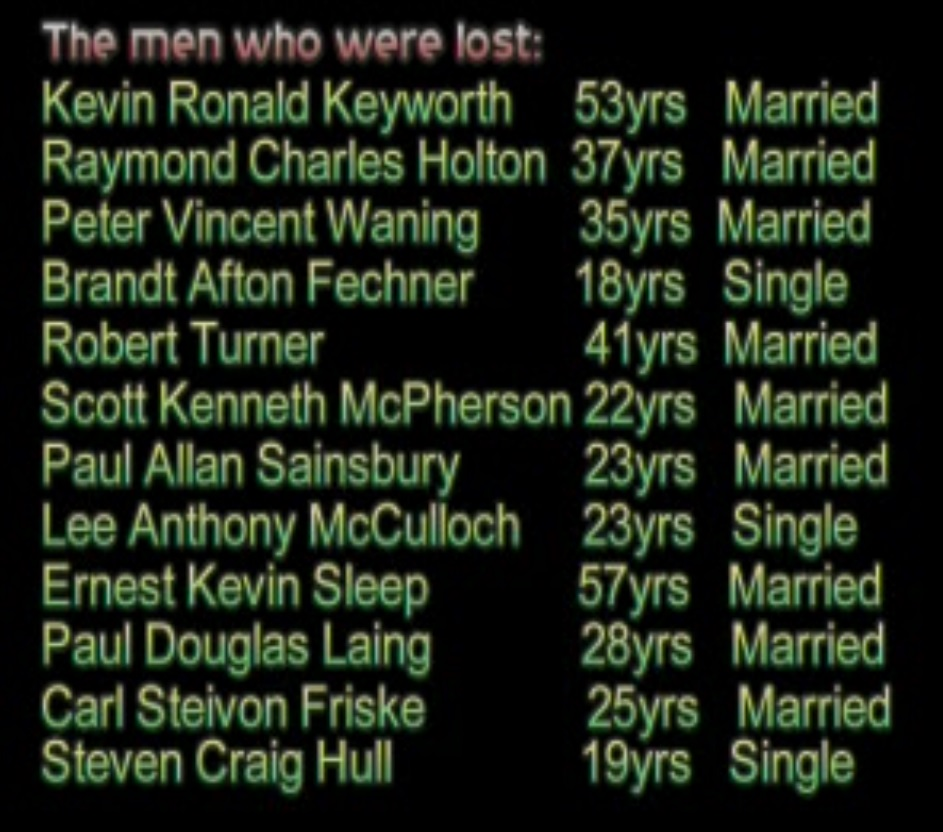 The men who were lost:
Kevin Ronald Keyworth 53yrs Married
Raymond Charles Holton 37yrs Married
Peter Vincent Waning 35yrs Married
Brandt Afton Fechner 18yrs Single
Robert Turner 41yrs Married
Scott Kenneth McPherson 22yrs Married
Paul Allan Sainsbury 23yrs Married
Lee Anthony McCulloch 23yrs Single
Ernest Kevin Sleep 57yrs Married
Paul Douglas Laing 28yrs Married
Carl Steivon Friske 25yrs Married
Steven Craig Hull 19yrs Single